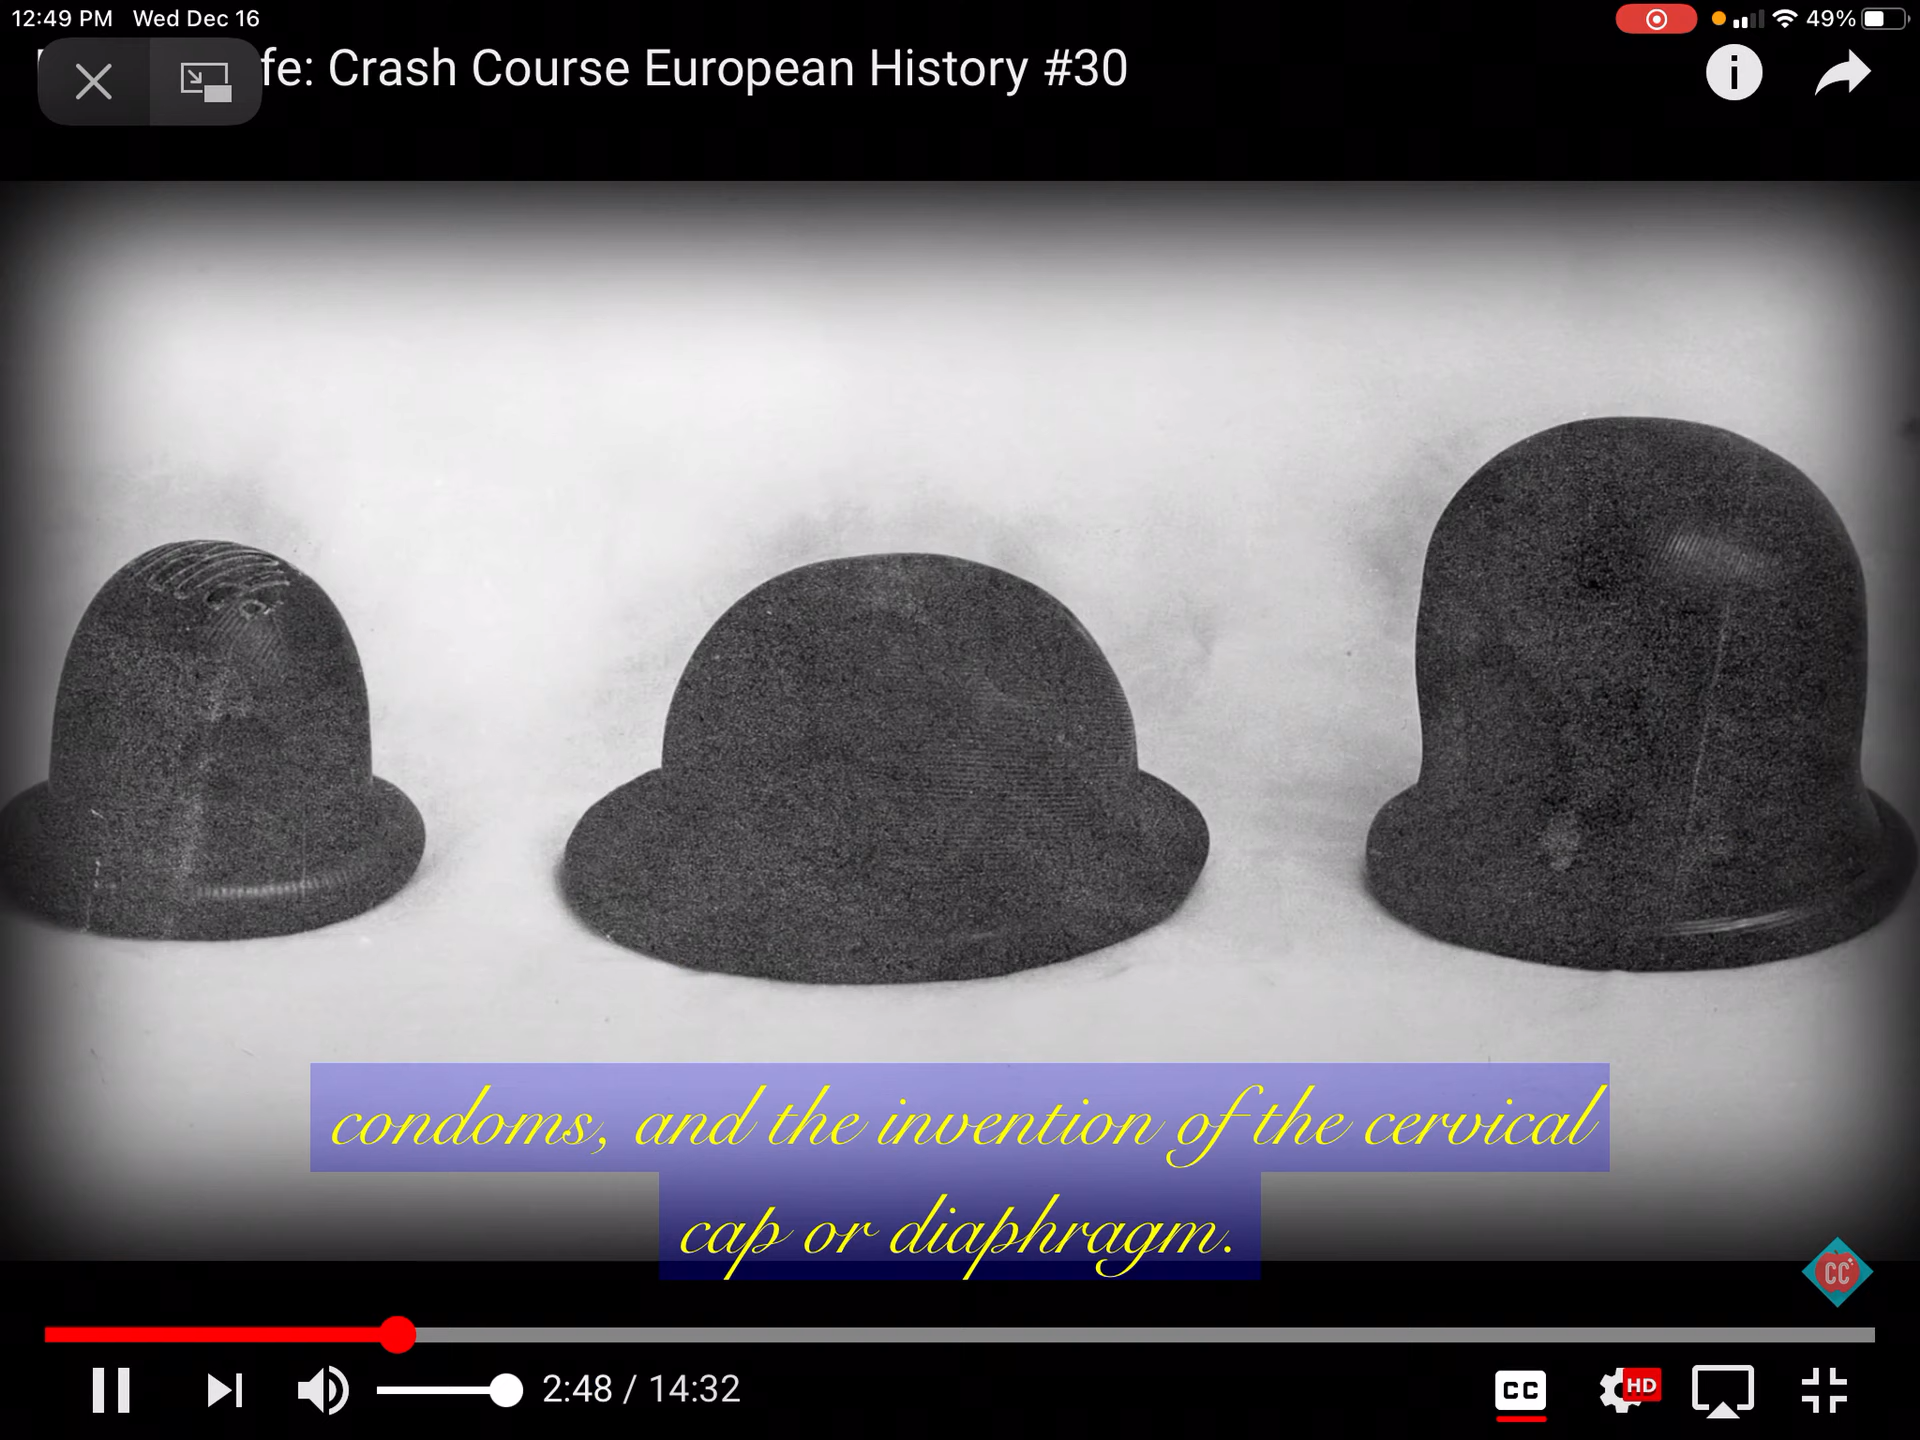 12:49 PM Wed Dec 16
49%
fe: Crash Course European History #30
condoms, and the invention of the cervical
cap or diaphragm.
CC
2:48 / 14:32
CC
HD